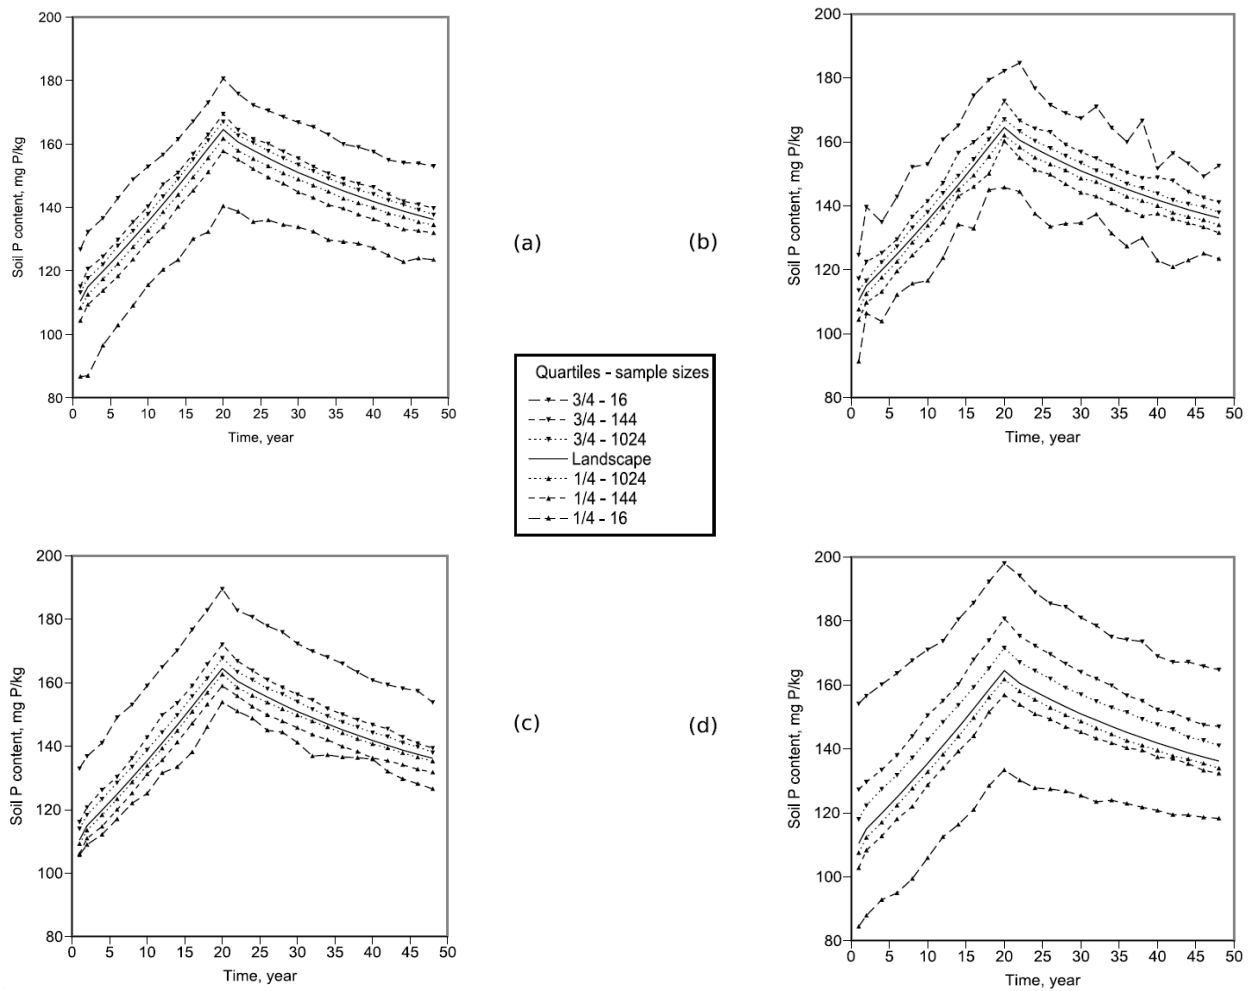 200
180
160
140
120
100
80
Soil P content, mg P/kg
0 5 10 15 20 25 30 35 40 45 50
Time, year
(a)
200
180
160
140
120
100
80
Soil P content, mg P/kg
0 5 10 15 20 25 30 35 40 45 50
Time, year
(b)
Quartiles - sample sizes
3/4 - 16
3/4 - 144
3/4 - 1024
Landscape
1/4 - 1024
1/4 - 144
1/4 - 16
200
180
160
140
120
100
80
Soil P content, mg P/kg
0 5 10 15 20 25 30 35 40 45 50
Time, year
(c)
200
180
160
140
120
100
80
Soil P content, mg P/kg
0 5 10 15 20 25 30 35 40 45 50
Time, year
(d)